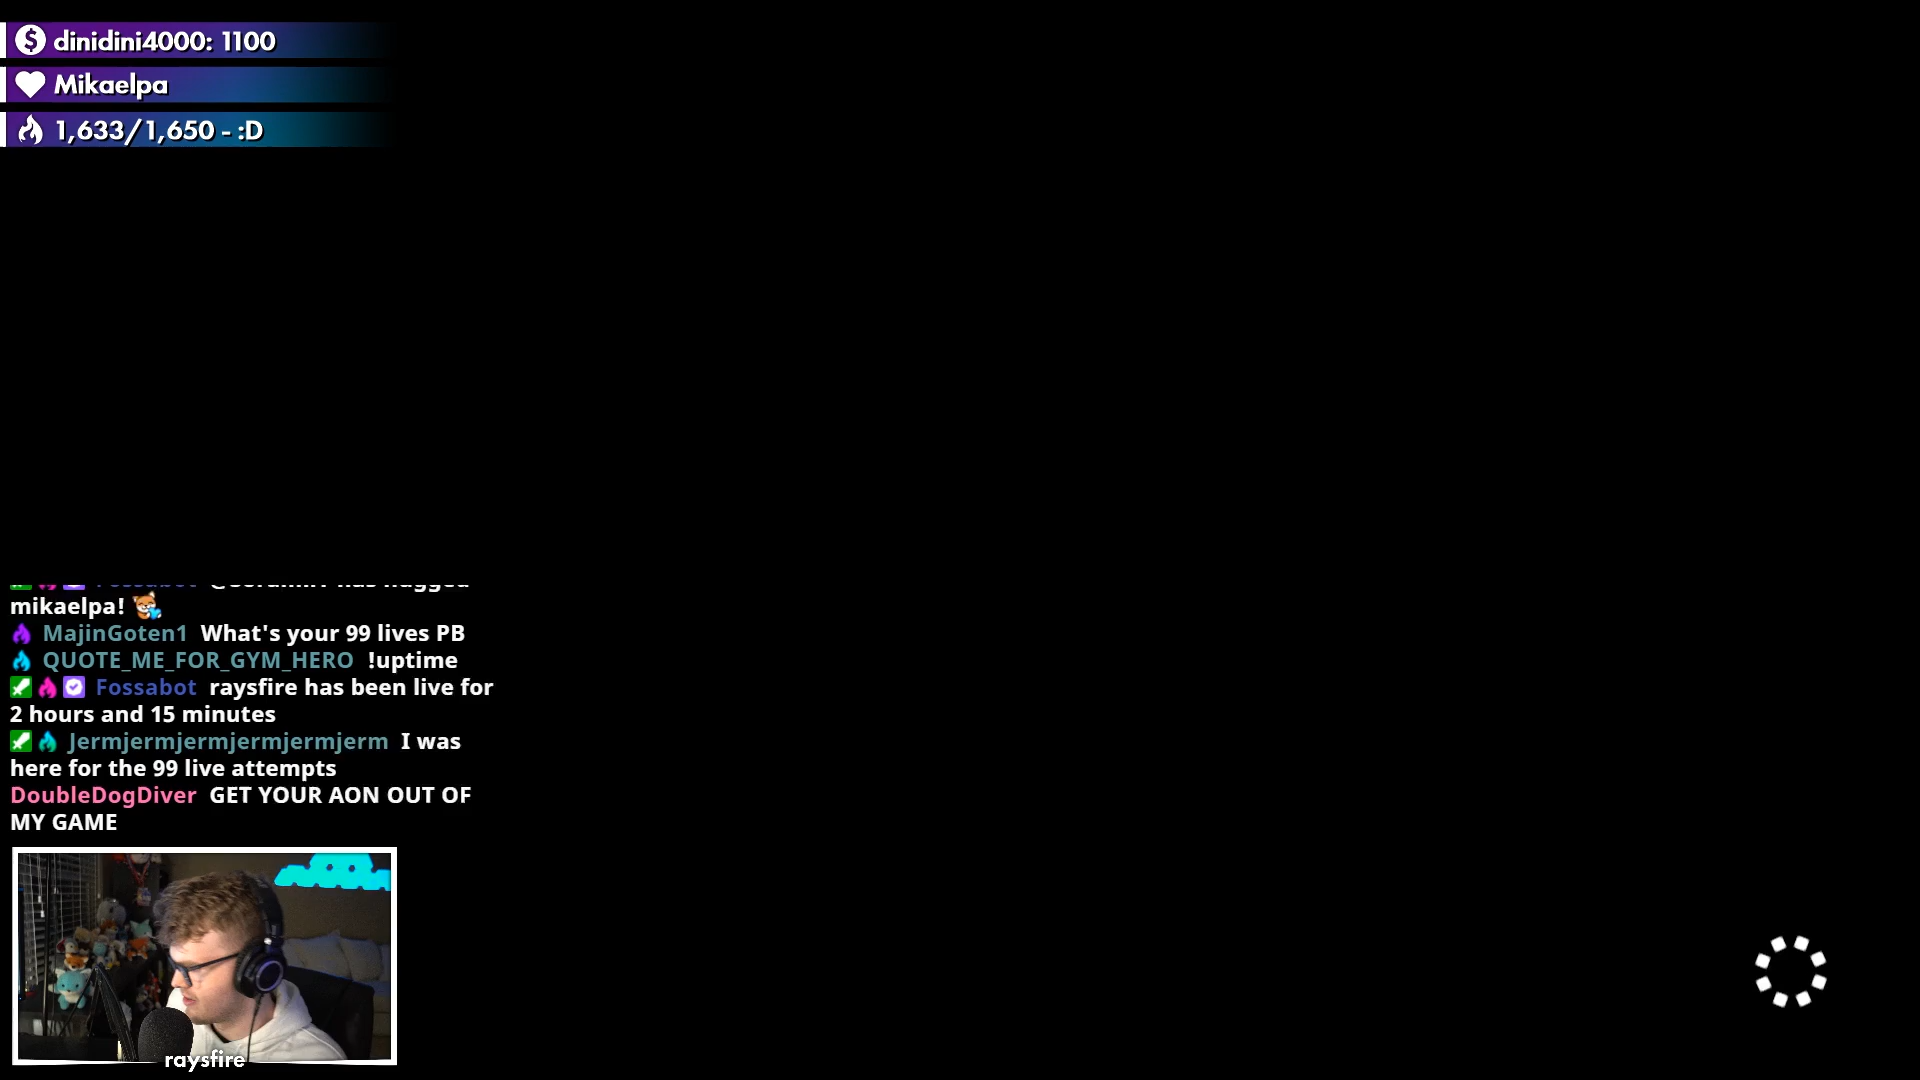 dinidini4000: 1100
Mikaelpa
1,633/1,650 - :D
mikaelpa!
MajinGoten1 What's your 99 lives PB
QUOTE_ME_FOR_GYM_HERO !uptime
Fossabot raysfire has been live for
2 hours and 15 minutes
Jermjermjermjermjermjerm I was
here for the 99 live attempts
DoubleDogDiver GET YOUR AON OUT OF
MY GAME
raysfire